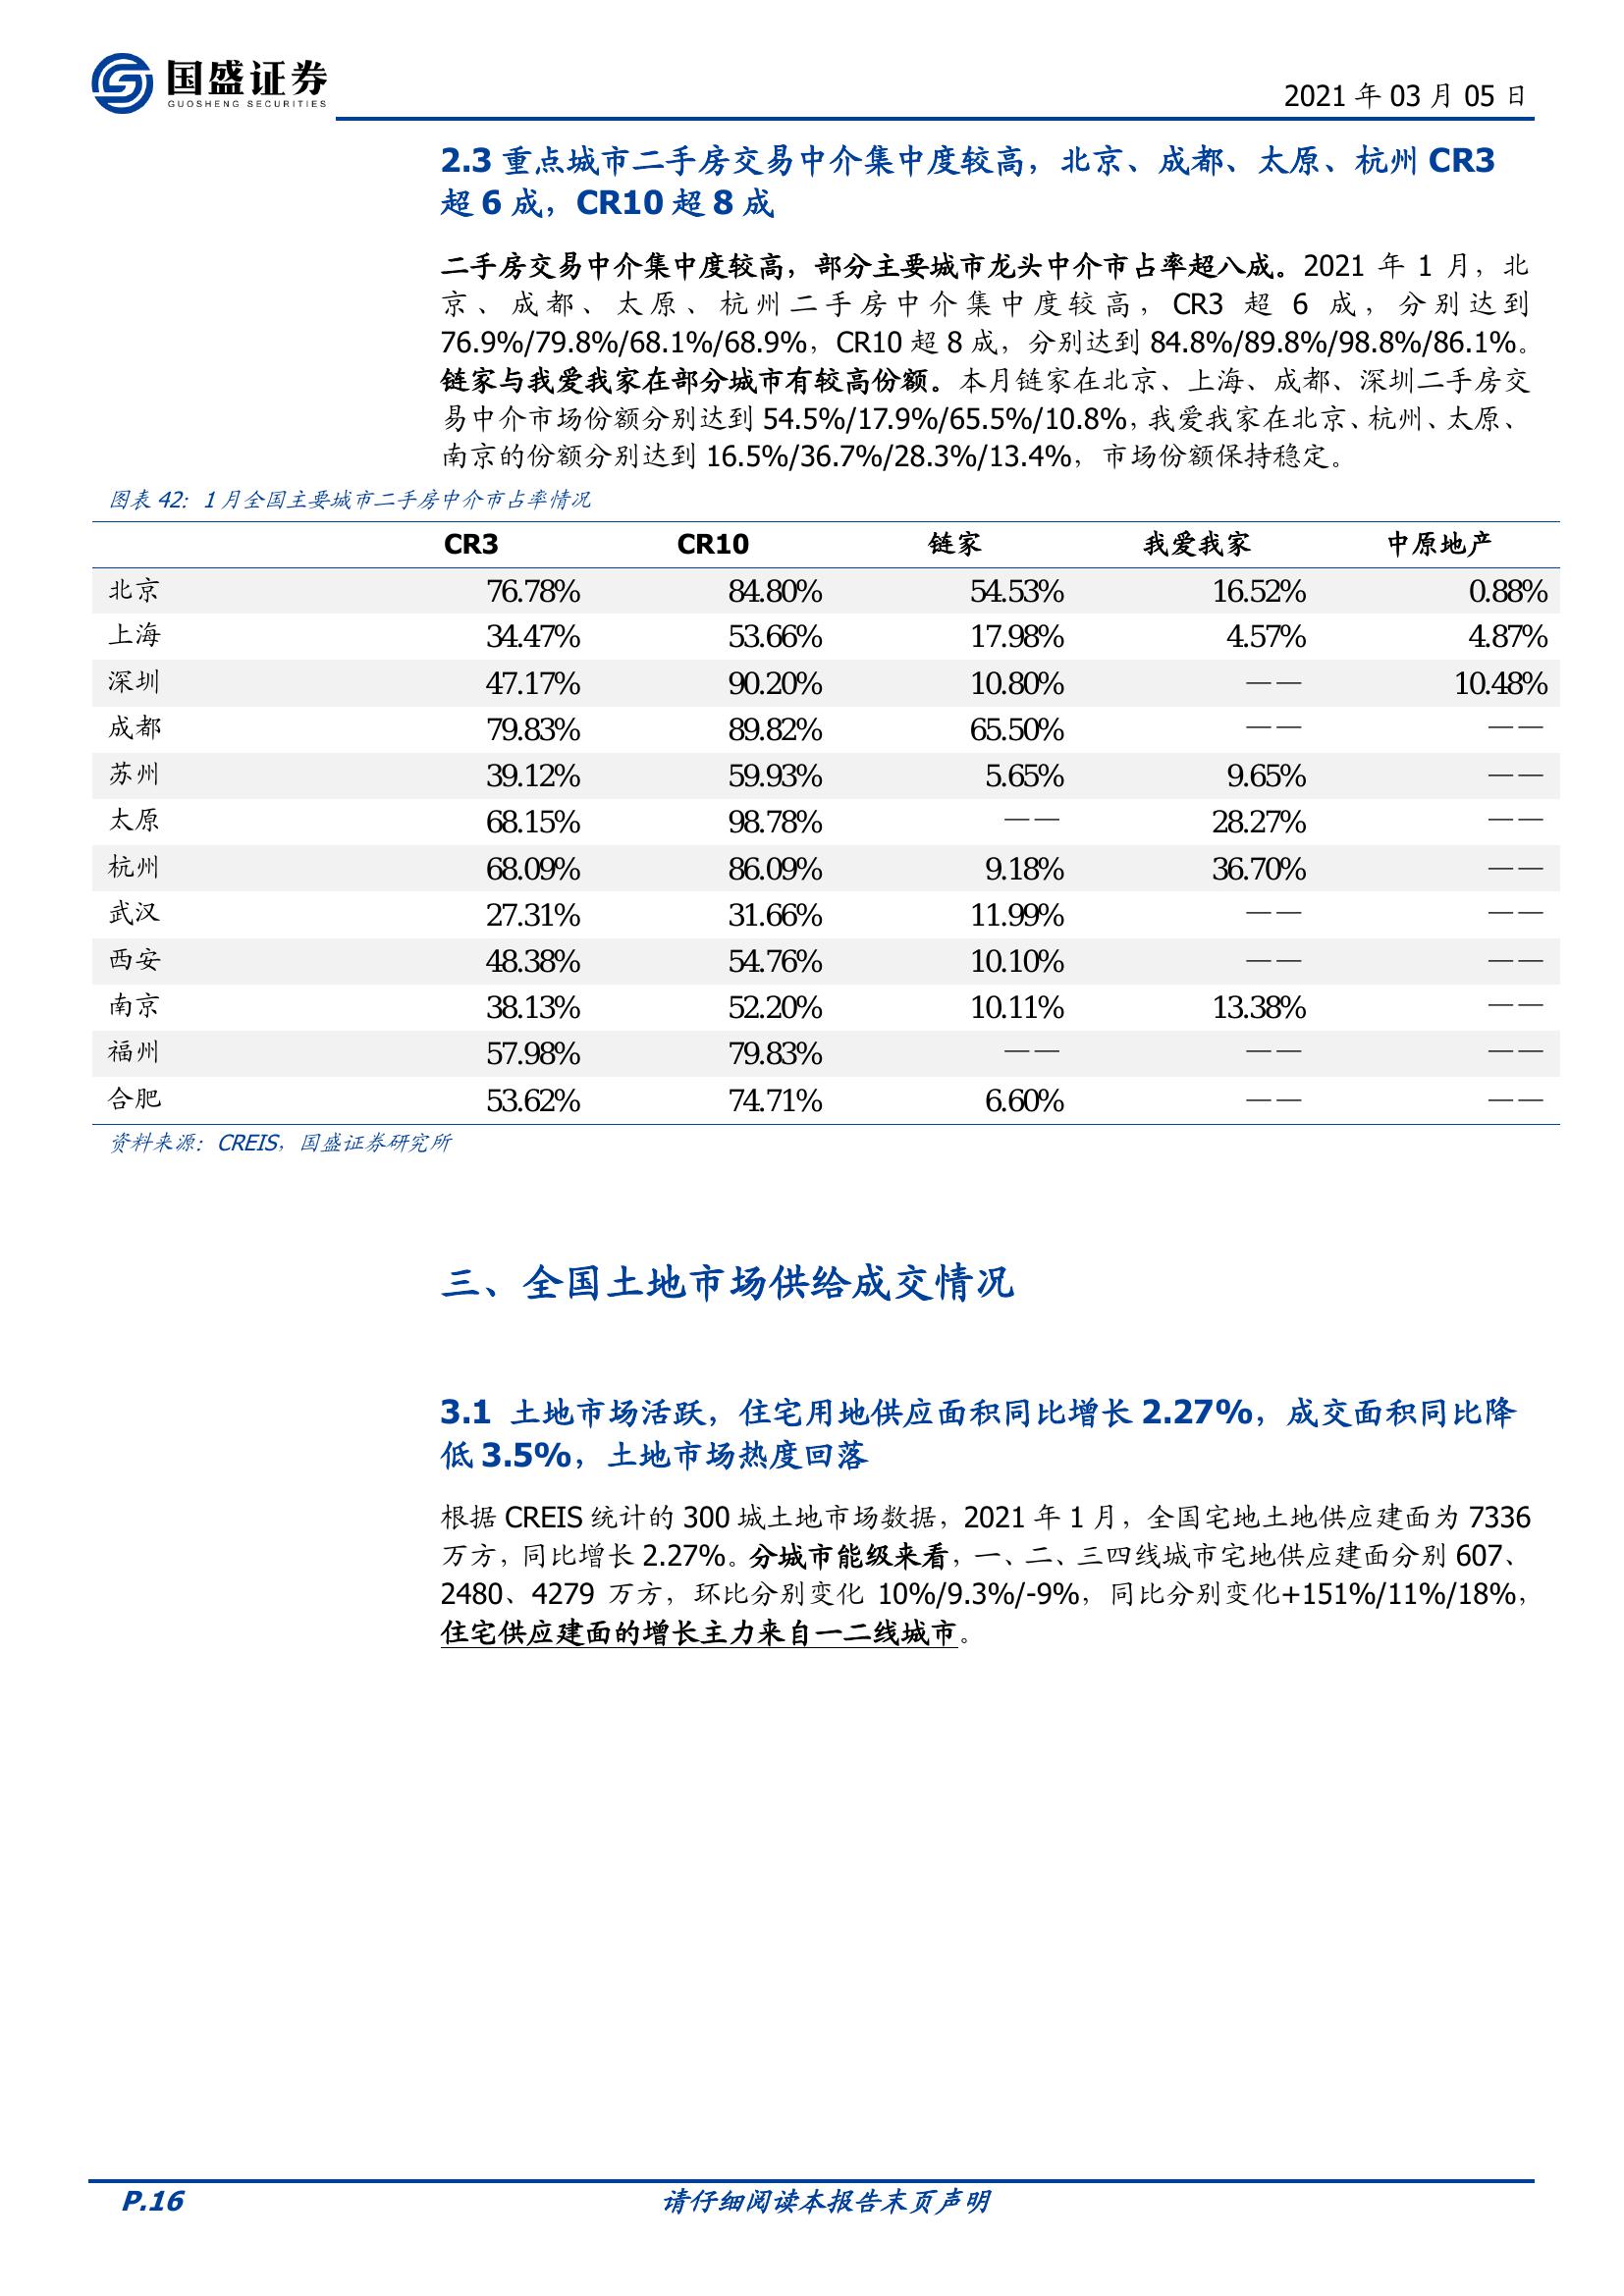 国盛证券
GUOSHENG SECURITIES
2021 年 03 月 05 日
2.3 重点城市二手房交易中介集中度较高，北京、成都、太原、杭州 CR3
超 6 成，CR10 超 8 成
二手房交易中介集中度较高，部分主要城市龙头中介市占率超八成。2021 年 1 月，北
京、成都、太原、杭州二手房中介集中度较高，CR3 超 6 成，分别达到
76.9%/79.8%/68.1%/68.9%，CR10 超 8 成，分别达到 84.8%/89.8%/98.8%/86.1%。
链家与我爱我家在部分城市有较高份额。本月链家在北京、上海、成都、深圳二手房交
易中介市场份额分别达到 54.5%/17.9%/65.5%/10.8%，我爱我家在北京、杭州、太原、
南京的份额分别达到 16.5%/36.7%/28.3%/13.4%，市场份额保持稳定。
图表 42：1 月全国主要城市二手房中介市占率情况
CR3 CR10 链家 我爱我家 中原地产
北京 76.78% 84.80% 54.53% 16.52% 0.88%
上海 34.47% 53.66% 17.98% 4.57% 4.87%
深圳 47.17% 90.20% 10.80% —— 10.48%
成都 79.83% 89.82% 65.50% —— ——
苏州 39.12% 59.93% 5.65% 9.65% ——
太原 68.15% 98.78% —— 28.27% ——
杭州 68.09% 86.09% 9.18% 36.70% ——
武汉 27.31% 31.66% 11.99% —— ——
西安 48.38% 54.76% 10.10% —— ——
南京 38.13% 52.20% 10.11% 13.38% ——
福州 57.98% 79.83% —— —— ——
合肥 53.62% 74.71% 6.60% —— ——
资料来源：CREIS，国盛证券研究所
三、全国土地市场供给成交情况
3.1 土地市场活跃，住宅用地供应面积同比增长 2.27%，成交面积同比降
低 3.5%，土地市场热度回落
根据 CREIS 统计的 300 城土地市场数据，2021 年 1 月，全国宅地土地供应建面为 7336
万方，同比增长 2.27%。分城市能级来看，一、二、三四线城市宅地供应建面分别 607、
2480、4279 万方，环比分别变化 10%/9.3%/-9%，同比分别变化+151%/11%/18%，
住宅供应建面的增长主力来自一二线城市。
P.16 请仔细阅读本报告末页声明